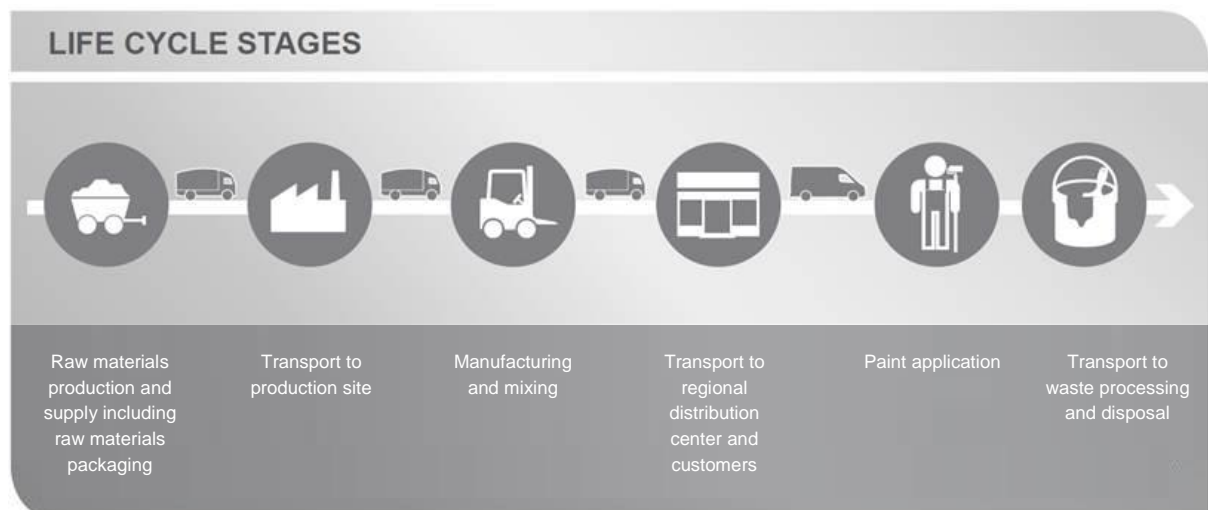 LIFE CYCLE STAGES
Raw materials
production and
supply including
raw materials
packaging
Transport to
production site
Manufacturing
and mixing
Transport to
regional
distribution
center and
customers
Paint application
Transport to
waste processing
and disposal